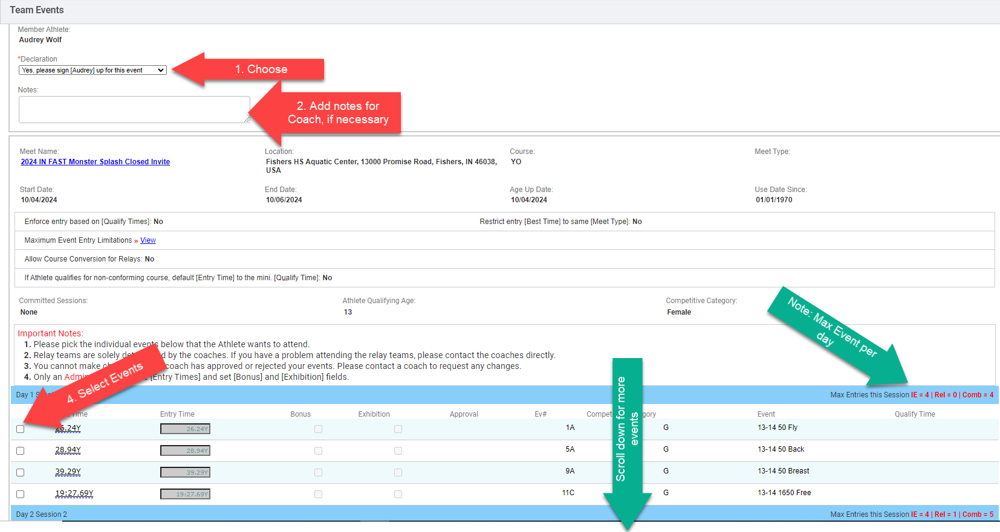 Team Events
Member Athlete:
Audrey Wolf
*Declaration
Yes, please sign [Audrey] up for this event
1. Choose
Notes:
2. Add notes for
Coach, if necessary
Meet Name:
2024 IN FAST Monster Splash Closed Invite
Location:
Fishers HS Aquatic Center, 13000 Promise Road, Fishers, IN 46038,
USA
Course:
YO
Meet Type:
Start Date:
10/04/2024
End Date:
10/06/2024
Age Up Date:
10/04/2024
Use Date Since:
01/01/1970
Enforce entry based on [Qualify Times]: No
Restrict entry [Best Time] to same [Meet Type]: No
Maximum Event Entry Limitations » View
Allow Course Conversion for Relays: No
If Athlete qualifies for non-conforming course, default [Entry Time] to the mini. [Qualify Time]: No
Committed Sessions:
None
Athlete Qualifying Age:
13
Competitive Category:
Female
Note: Max Event per
day
Important Notes:
1. Please pick the individual events below that the Athlete wants to attend.
2. Relay teams are solely by the coaches. If you have a problem attending the relay teams, please contact the coaches directly.
3. You cannot make coach has approved or rejected your events. Please contact a coach to request any changes.
4. Only an [Entry Times] and set [Bonus] and [Exhibition] fields.
4. Select Events
Scroll down for more
events
Day 1 Max Entries this Session IE = 4 | Rel = 0 | Comb = 4
Time Entry Time Bonus Exhibition Approval Ev# Event Qualify Time
26.24Y 26.24Y 1A G 13-14 50 Fly
28.94Y 28.94Y 5A G 13-14 50 Back
39.29Y 39.29Y 9A G 13-14 50 Breast
19:27.69Y 19:27.69Y 11C G 13-14 1650 Free
Day 2 Session 2 Max Entries this Session IE = 4 | Rel = 1 | Comb = 5